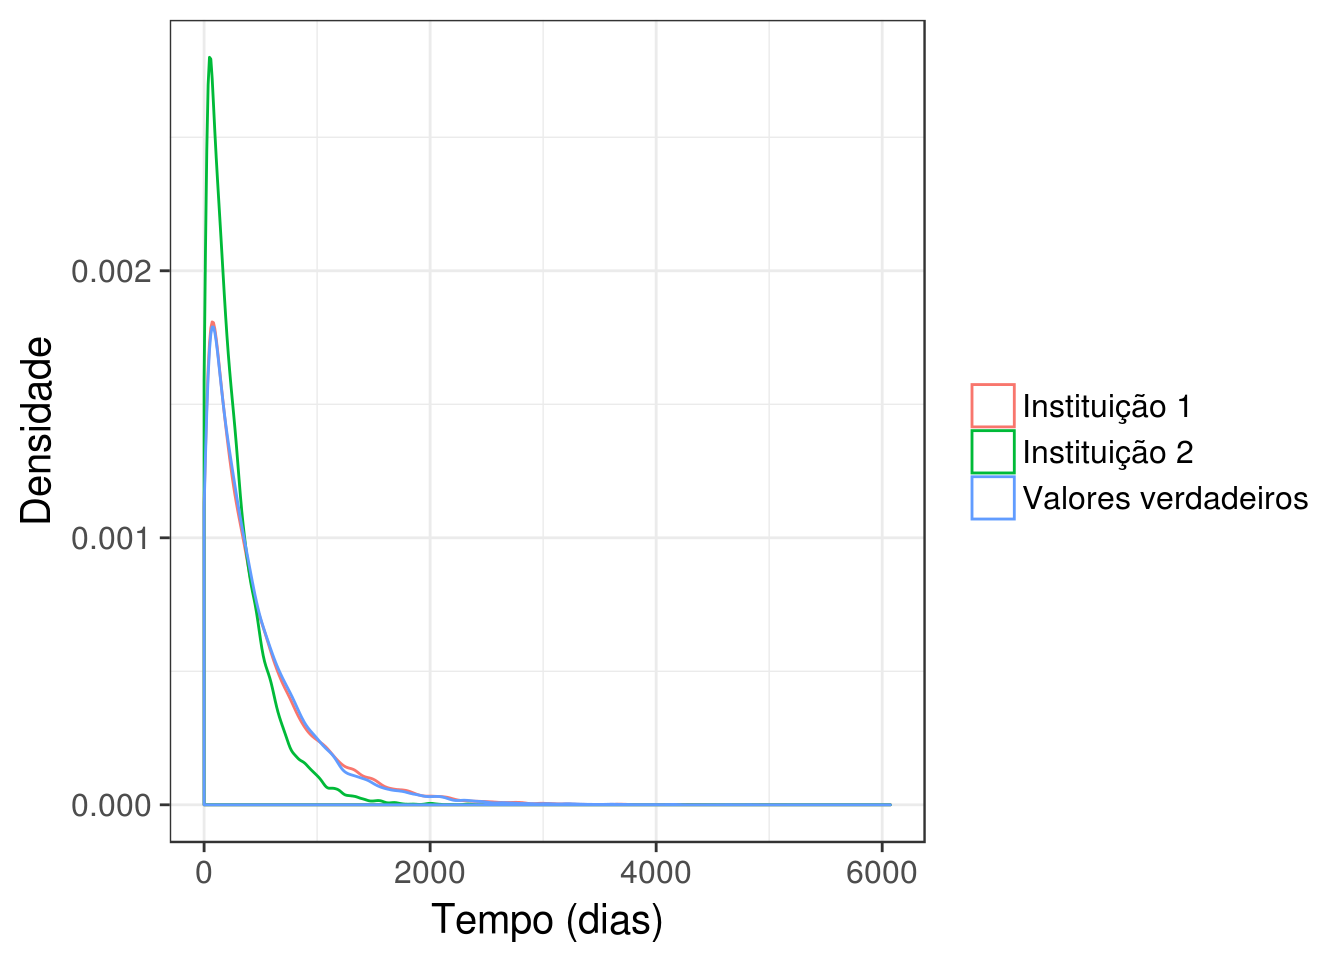 Densidade
0.002
0.001
0.000
0
2000
4000
6000
Tempo (dias)
Instituição 1
Instituição 2
Valores verdadeiros